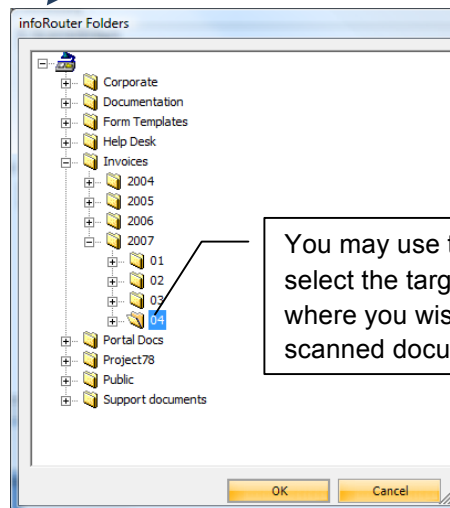 infoRouter Folders
Corporate
Documentation
Form Templates
Help Desk
Invoices
2004
2005
2006
2007
01
02
03
04
Portal Docs
Project78
Public
Support documents
You may use
select the targ
where you wis
scanned docu
OK
Cancel